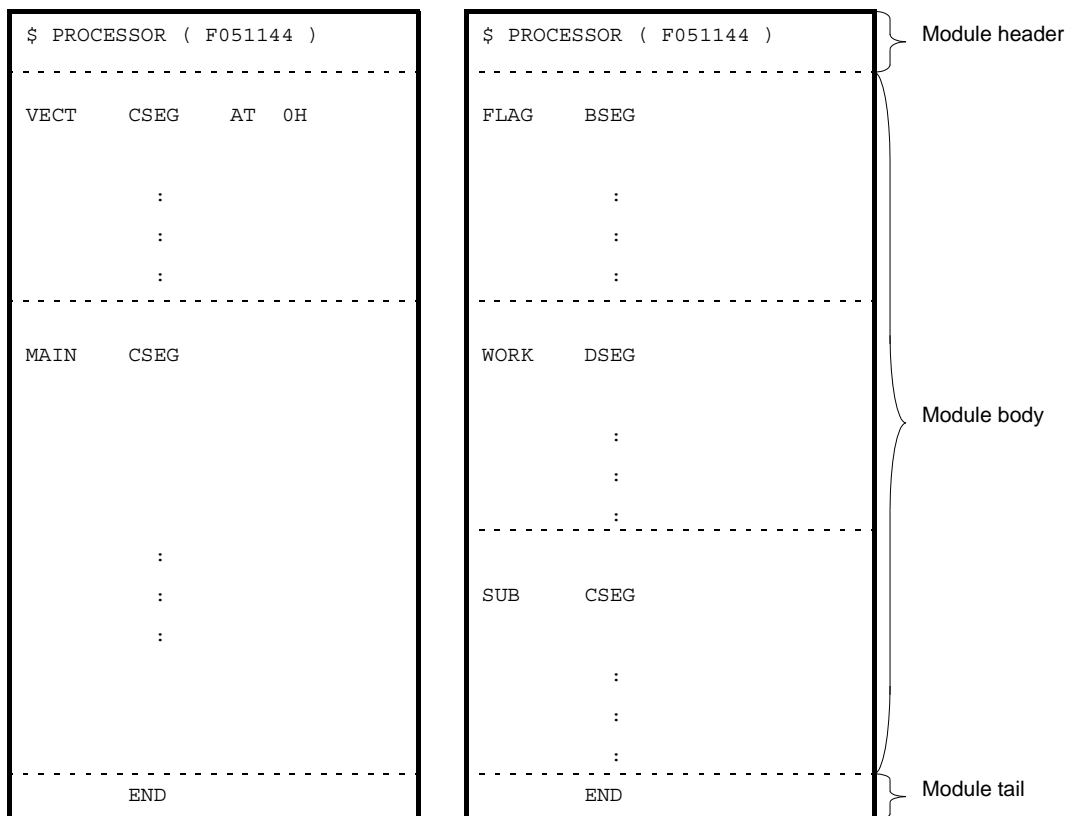 $ PROCESSOR ( F051144 )
VECT CSEG AT 0H
:
:
:
MAIN CSEG
:
:
:
END
$ PROCESSOR ( F051144 )
FLAG BSEG
:
:
:
WORK DSEG
:
:
:
SUB CSEG
:
:
:
END
Module header
Module body
Module tail